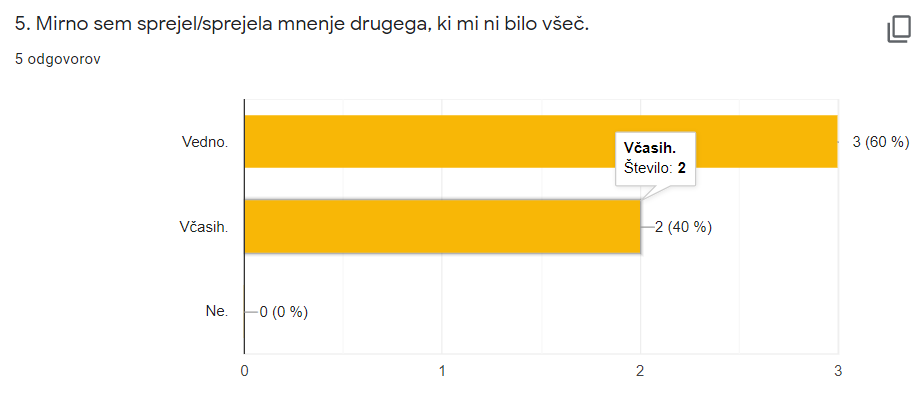 5. Mirno sem sprejel/sprejela mnenje drugega, ki mi ni bilo všeč.
5 odgovorov
Vedno.
3 (60 %)
Včasih.
Število: 2
Včasih.
2 (40 %)
Ne.
0 (0 %)
0 1 2 3